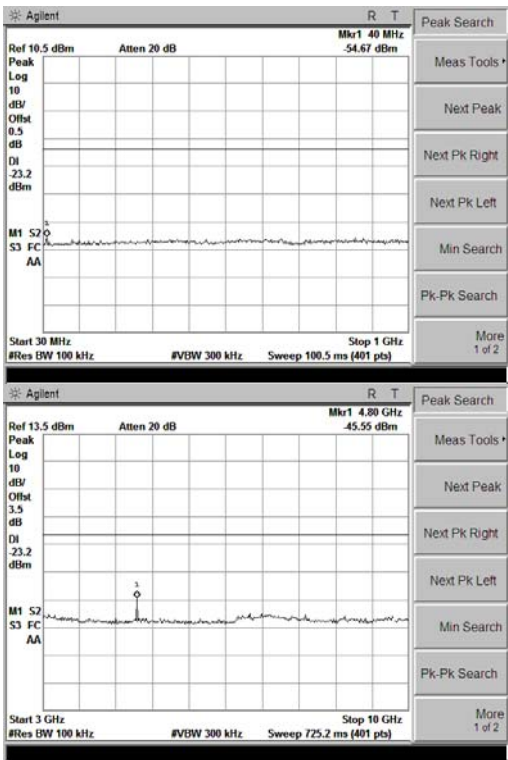 Agilent R T
Peak Search
Mkr1 40 MHz
Ref 10.5 dBm Atten 20 dB -54.67 dBm
Peak
Log
10
dB/
Offst
0.5
dB
DI
-23.2
dBm
1
M1 S2
S3 FC
AA
Start 30 MHz Stop 1 GHz
#Res BW 100 kHz #VBW 300 kHz Sweep 100.5 ms (401 pts)
Meas Tools
Next Peak
Next Pk Right
Next Pk Left
Min Search
Pk-Pk Search
More
1 of 2
Agilent R T
Peak Search
Mkr1 4.80 GHz
Ref 13.5 dBm Atten 20 dB -45.55 dBm
Peak
Log
10
dB/
Offst
3.5
dB
DI
-23.2
dBm
1
M1 S2
S3 FC
AA
Start 3 GHz Stop 10 GHz
#Res BW 100 kHz #VBW 300 kHz Sweep 725.2 ms (401 pts)
Meas Tools
Next Peak
Next Pk Right
Next Pk Left
Min Search
Pk-Pk Search
More
1 of 2